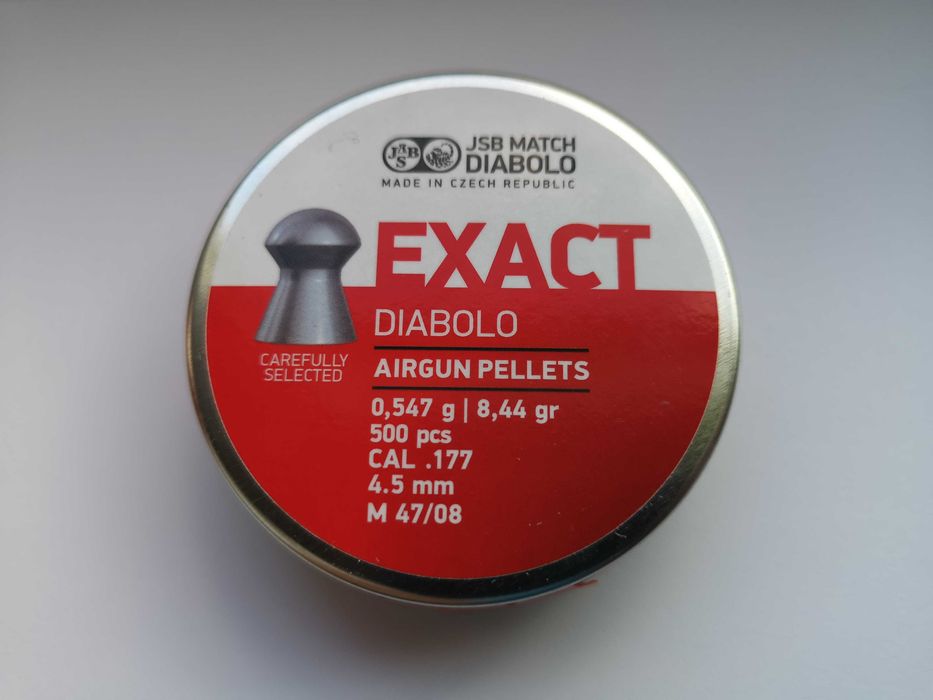 JSB MATCH
DIABOLO
MADE IN CZECH REPUBLIC
EXACT
DIABOLO
CAREFULLY
SELECTED
AIRGUN PELLETS
0,547 g | 8,44 gr
500 pcs
CAL .177
4.5 mm
M 47/08